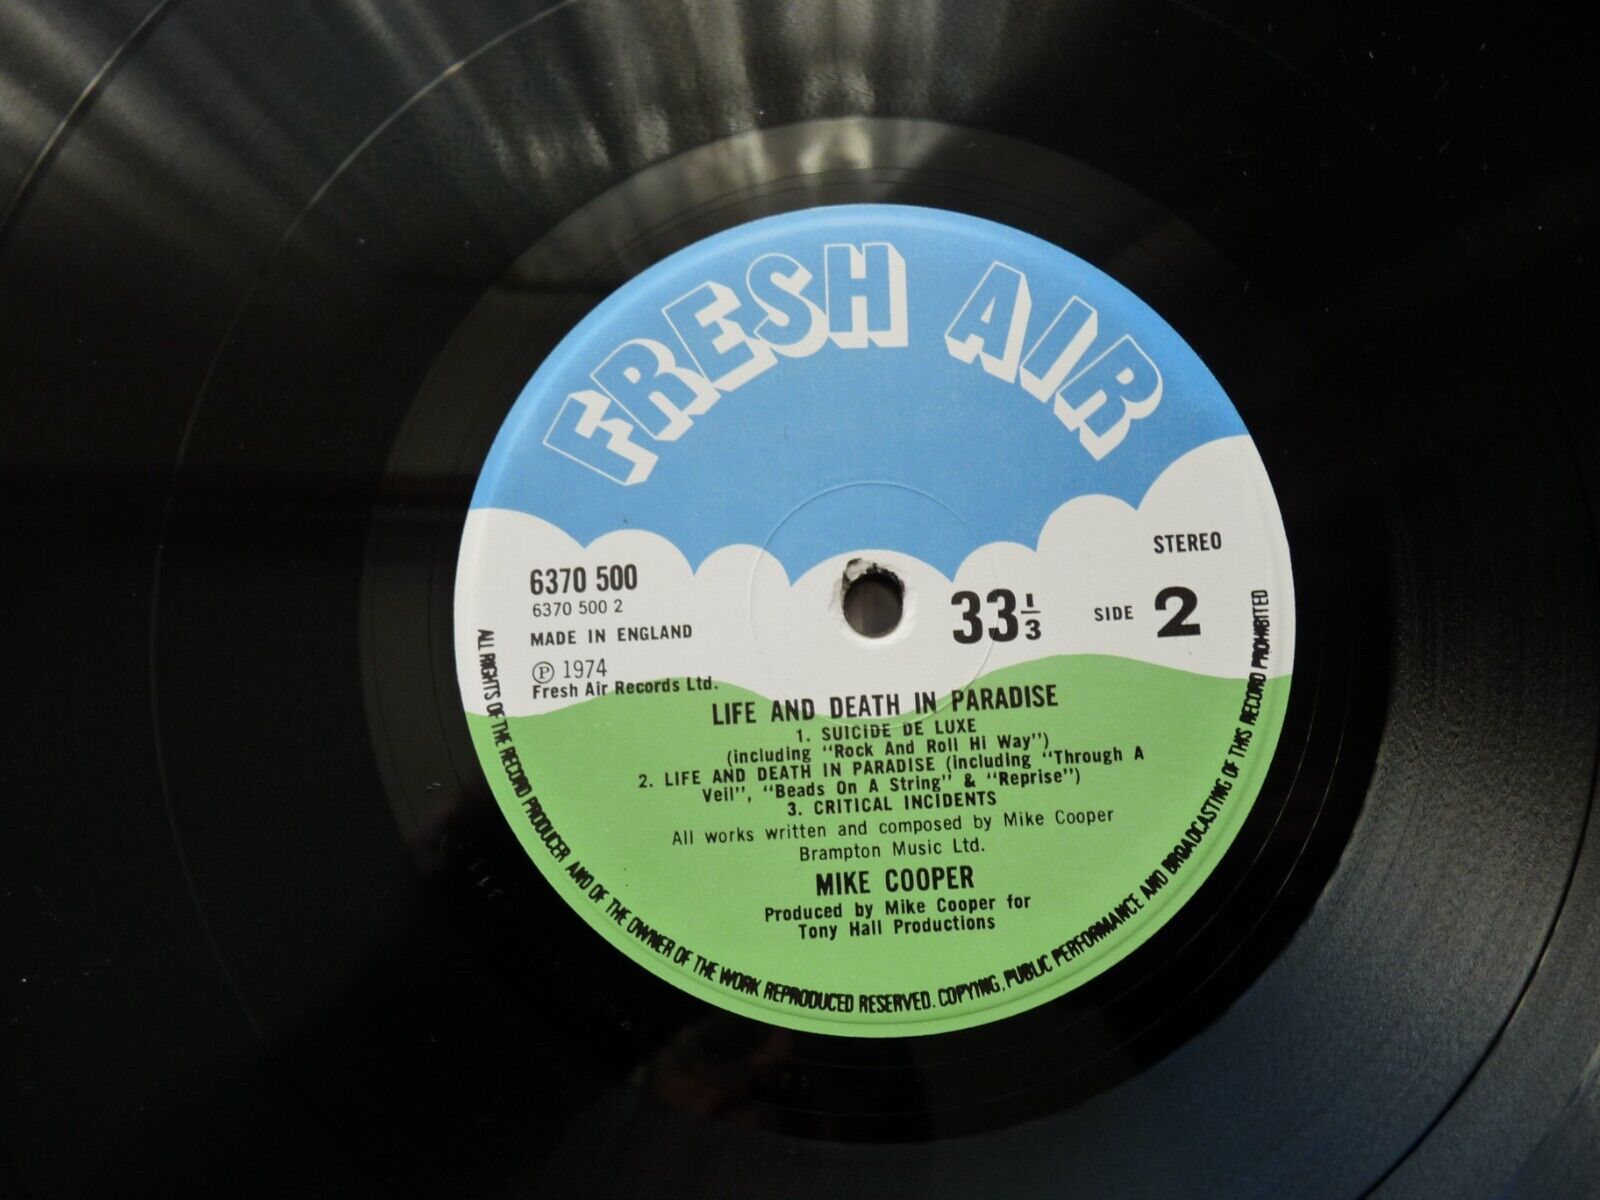 FRESH AIR
6370 500
6370 500 2
MADE IN ENGLAND
Ⓟ 1974
Fresh Air Records Ltd.
STEREO
33 1/3
SIDE 2
LIFE AND DEATH IN PARADISE
1. SUICIDE DE LUXE
(including "Rock And Roll Hi Way")
2. LIFE AND DEATH IN PARADISE (including "Through A
Veil", "Beads On A String" & "Reprise")
3. CRITICAL INCIDENTS
All works written and composed by Mike Cooper
Brampton Music Ltd.
MIKE COOPER
Produced by Mike Cooper for
Tony Hall Productions
ALL RIGHTS OF THE RECORD PRODUCER AND OF THE OWNER OF THE WORK REPRODUCED RESERVED. COPYING, PUBLIC PERFORMANCE AND BROADCASTING OF THIS RECORD PROHIBITED